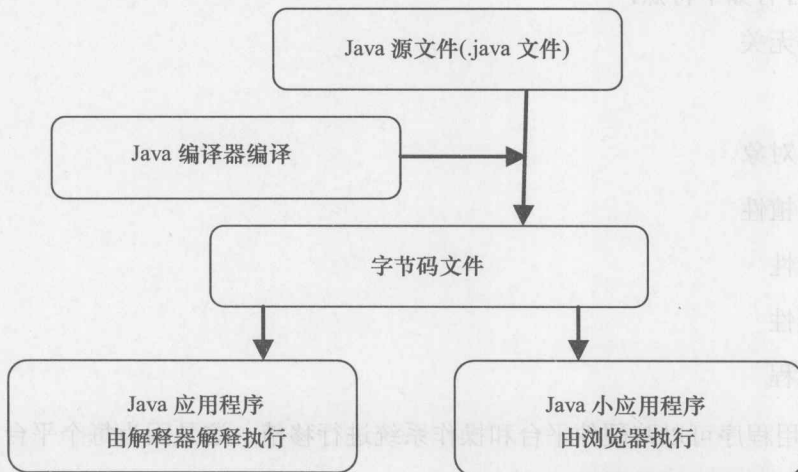 Java 源文件(.java 文件)
Java 编译器编译
字节码文件
Java 应用程序
由解释器解释执行
Java 小应用程序
由浏览器执行